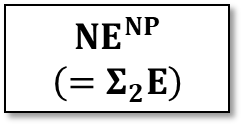 NE^NP
(= Σ₂E)